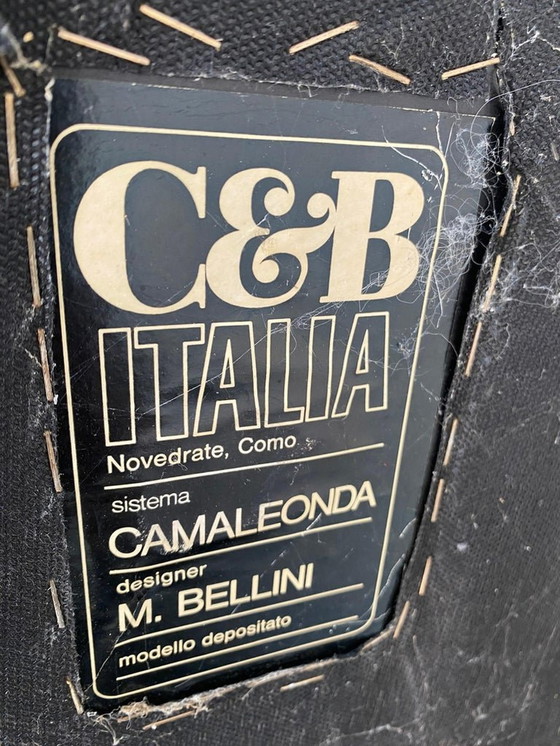 C&B
ITALIA
Novedrate, Como
sistema
CAMALEONDA
designer
M. BELLINI
modello depositato